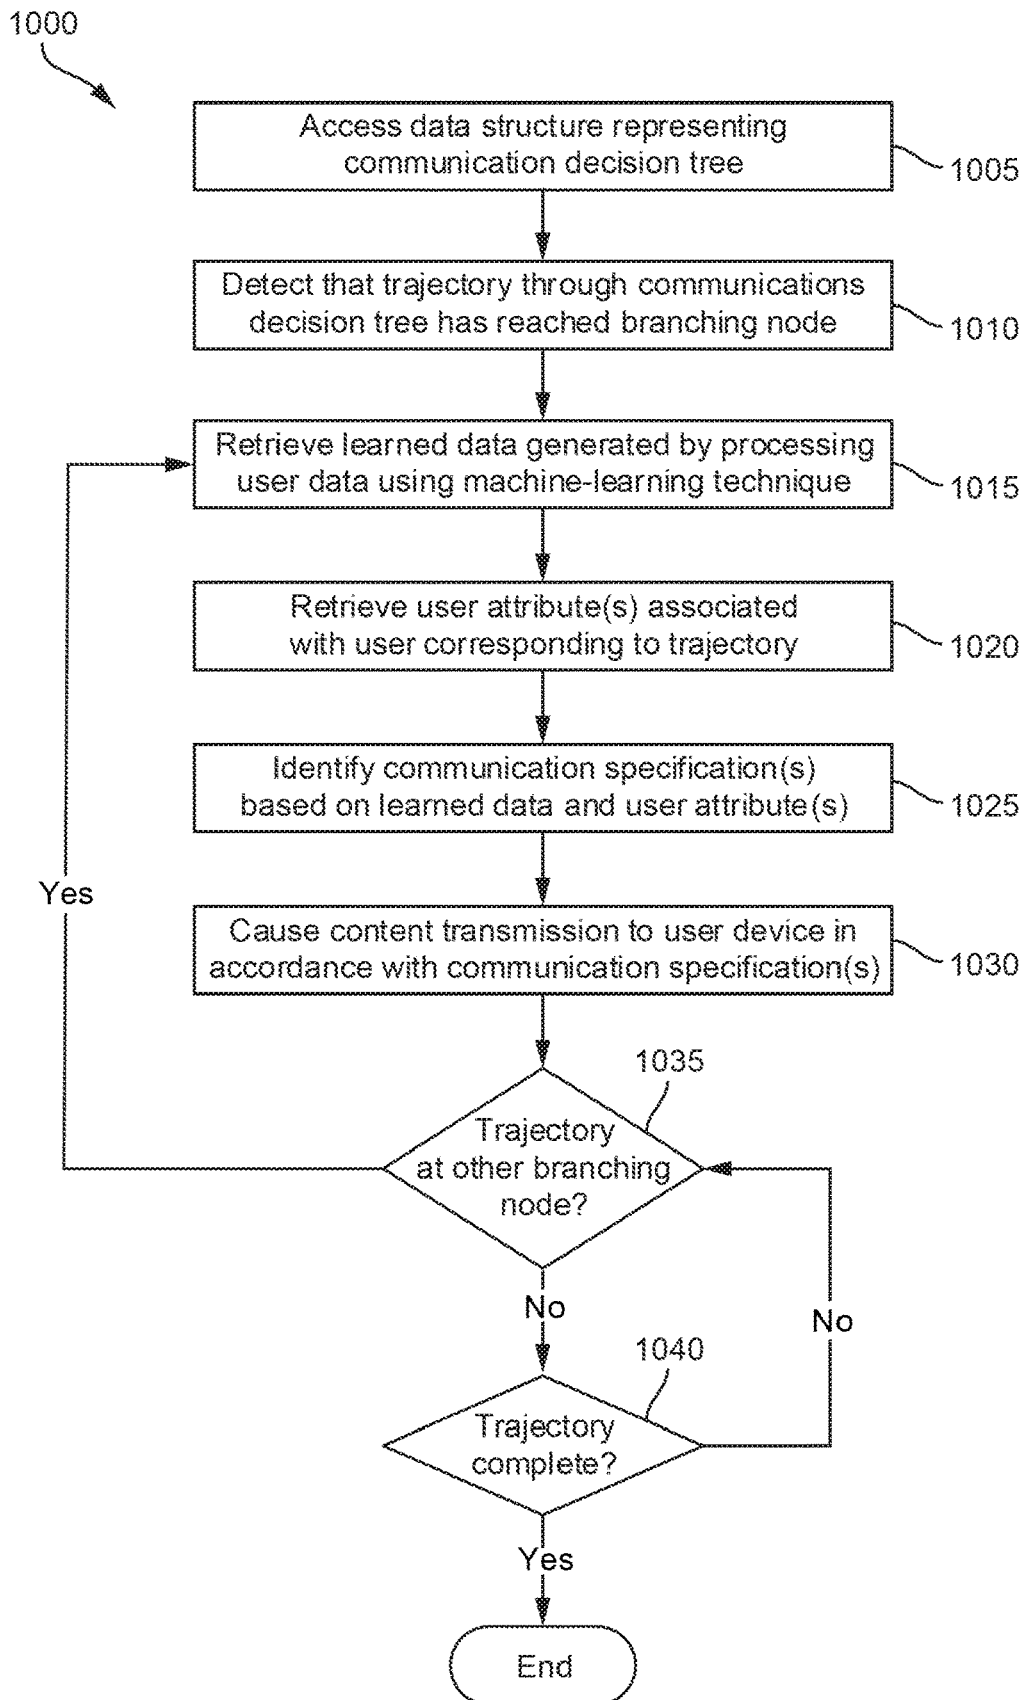 1000
Access data structure representing
communication decision tree
1005
Detect that trajectory through communications
decision tree has reached branching node
1010
Retrieve learned data generated by processing
user data using machine-learning technique
1015
Retrieve user attribute(s) associated
with user corresponding to trajectory
1020
Identify communication specification(s)
based on learned data and user attribute(s)
1025
Yes
Cause content transmission to user device in
accordance with communication specification(s)
1030
1035
Trajectory
at other branching
node?
No
No
1040
Trajectory
complete?
Yes
End